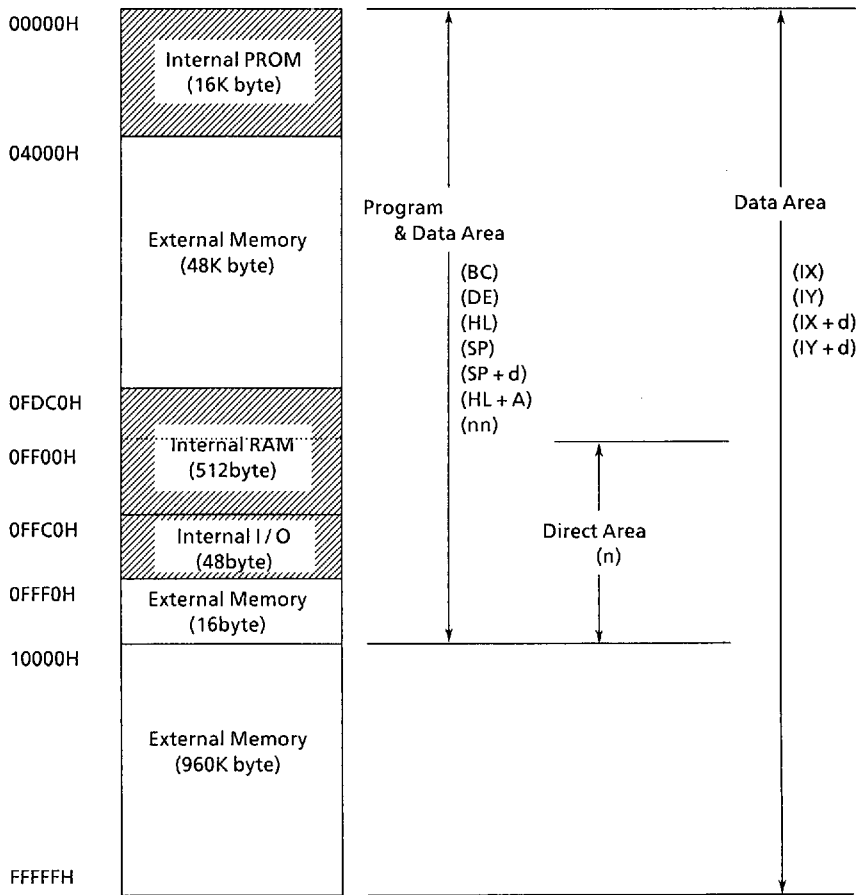 00000H
Internal PROM
(16K byte)
04000H
External Memory
(48K byte)
0FDC0H
Internal RAM
(512byte)
0FF00H
0FFC0H
Internal I / O
(48byte)
0FFF0H
External Memory
(16byte)
10000H
External Memory
(960K byte)
FFFFFH
Program
& Data Area
(BC)
(DE)
(HL)
(SP)
(SP + d)
(HL + A)
(nn)
Direct Area
(n)
Data Area
(IX)
(IY)
(IX + d)
(IY + d)